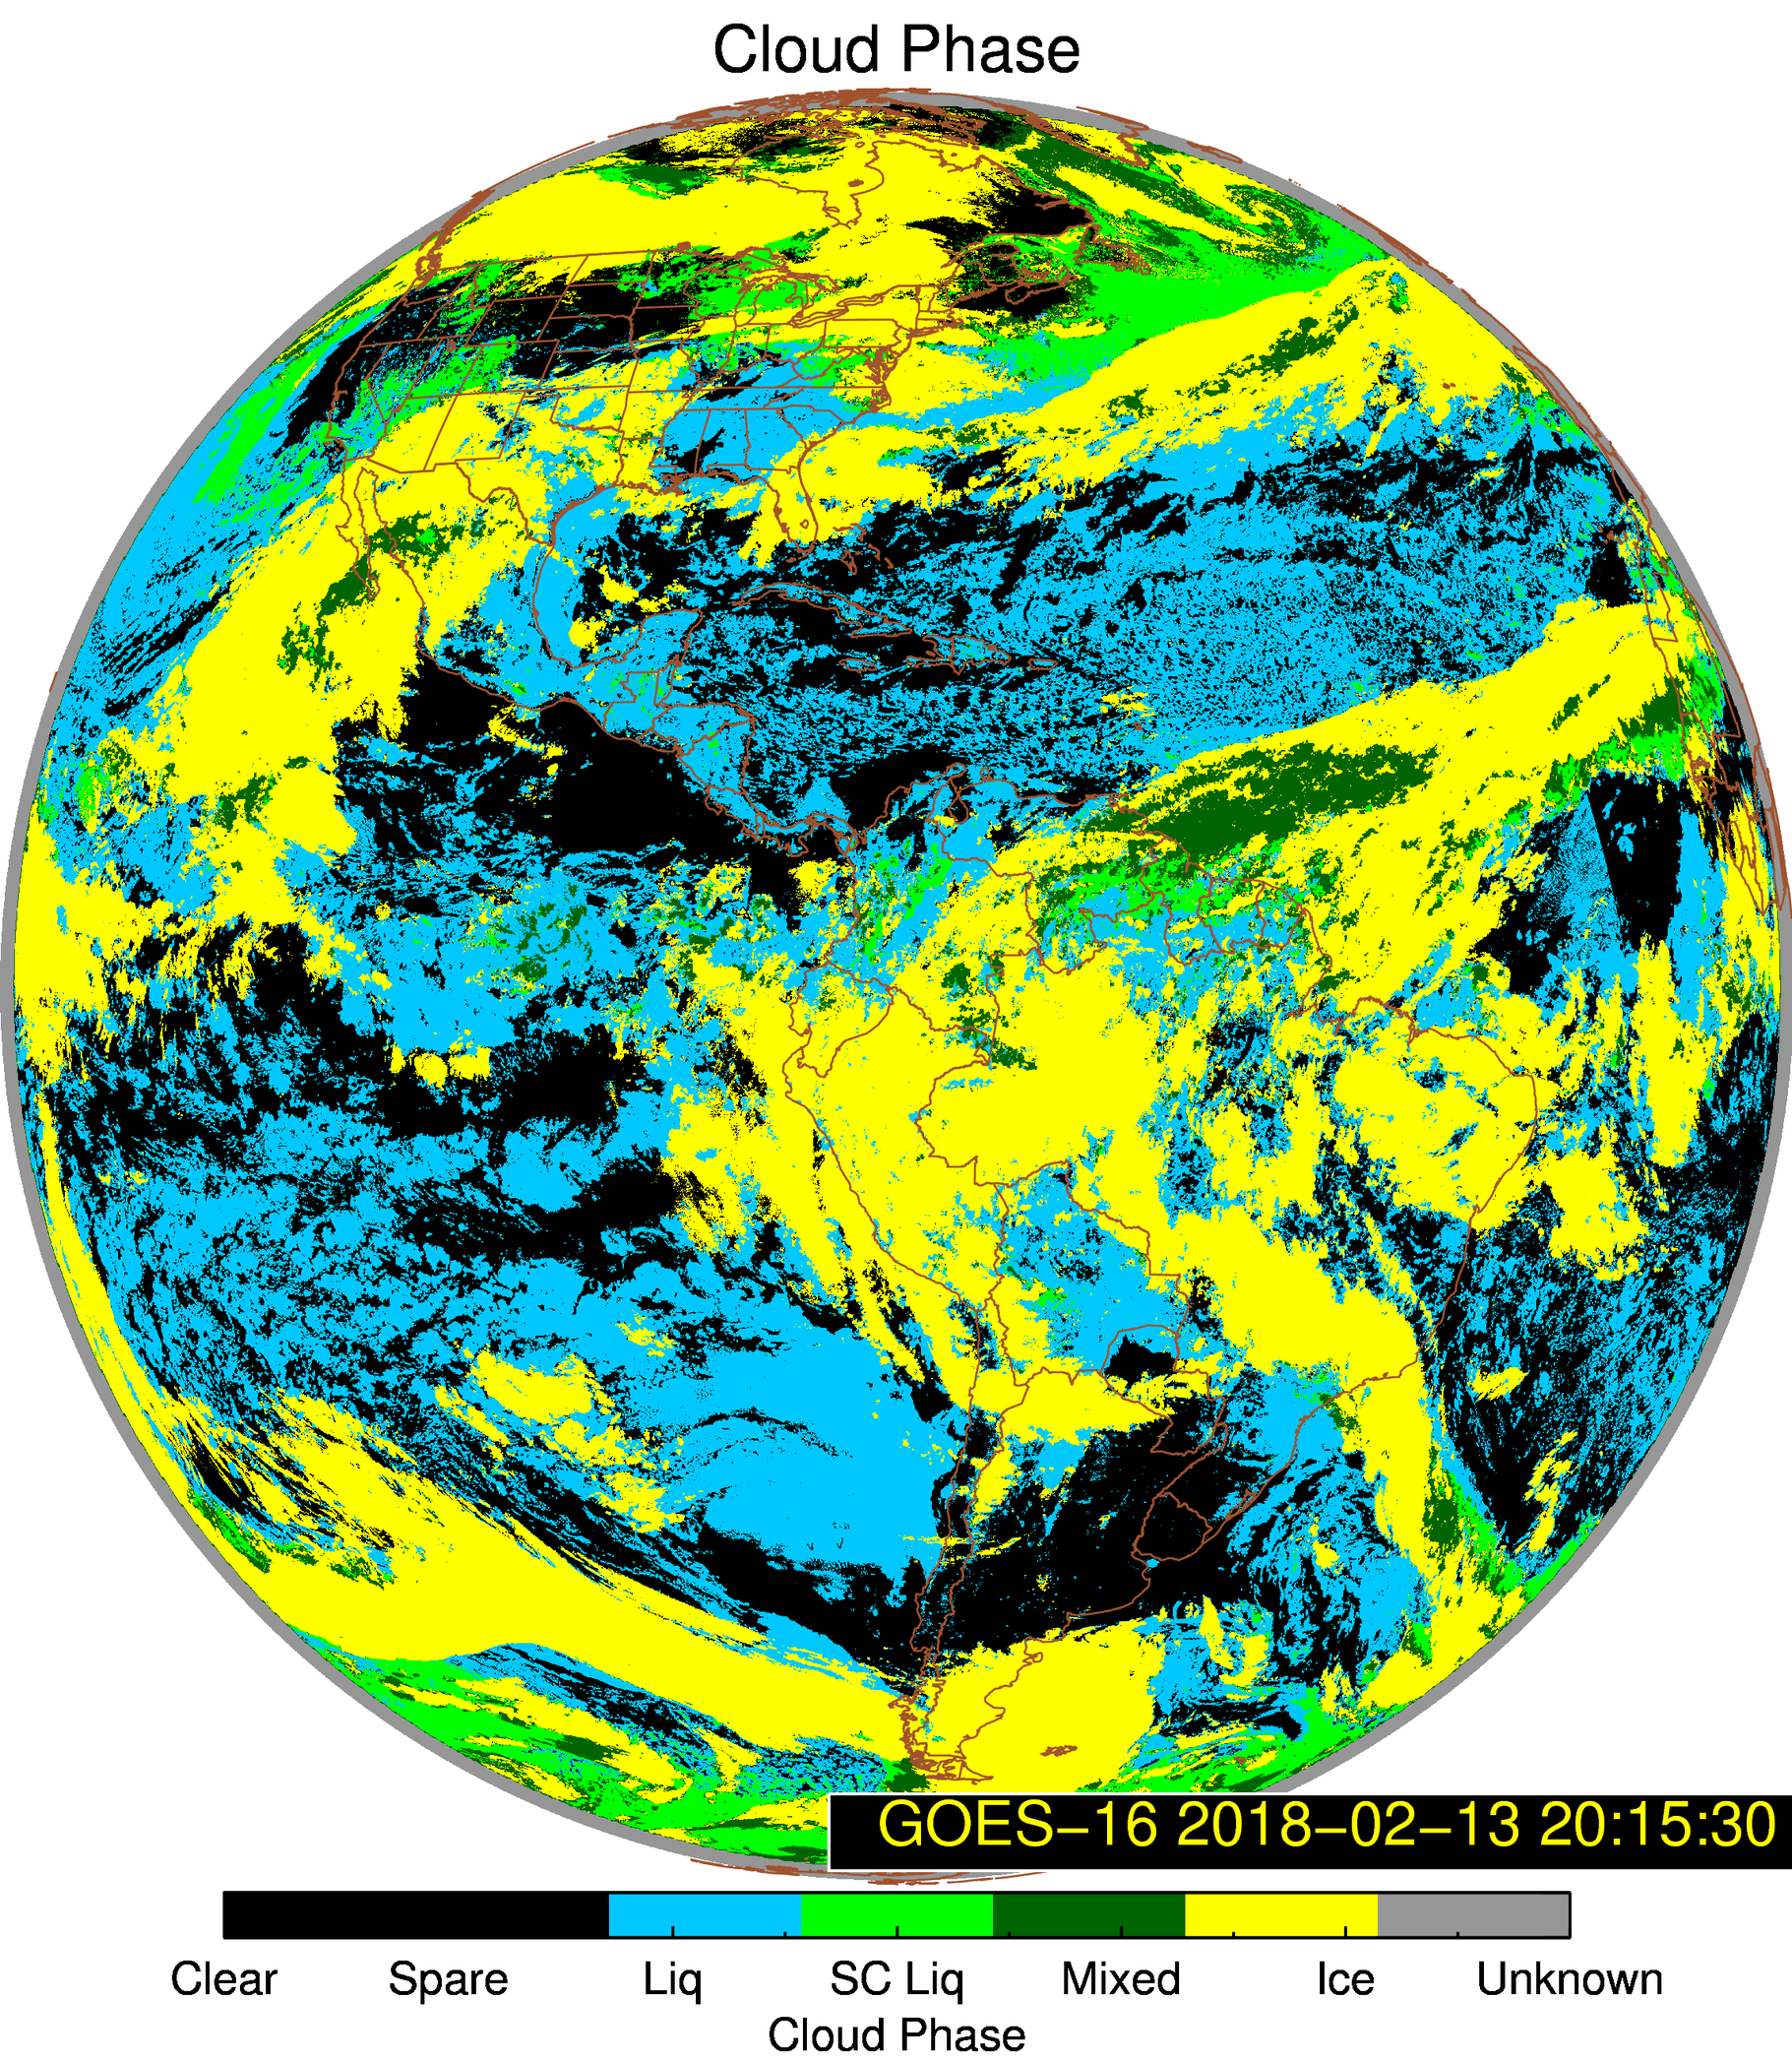 Cloud Phase
GOES−16 2018−02−13 20:15:30
Clear Spare Liq SC Liq Mixed Ice Unknown
Cloud Phase